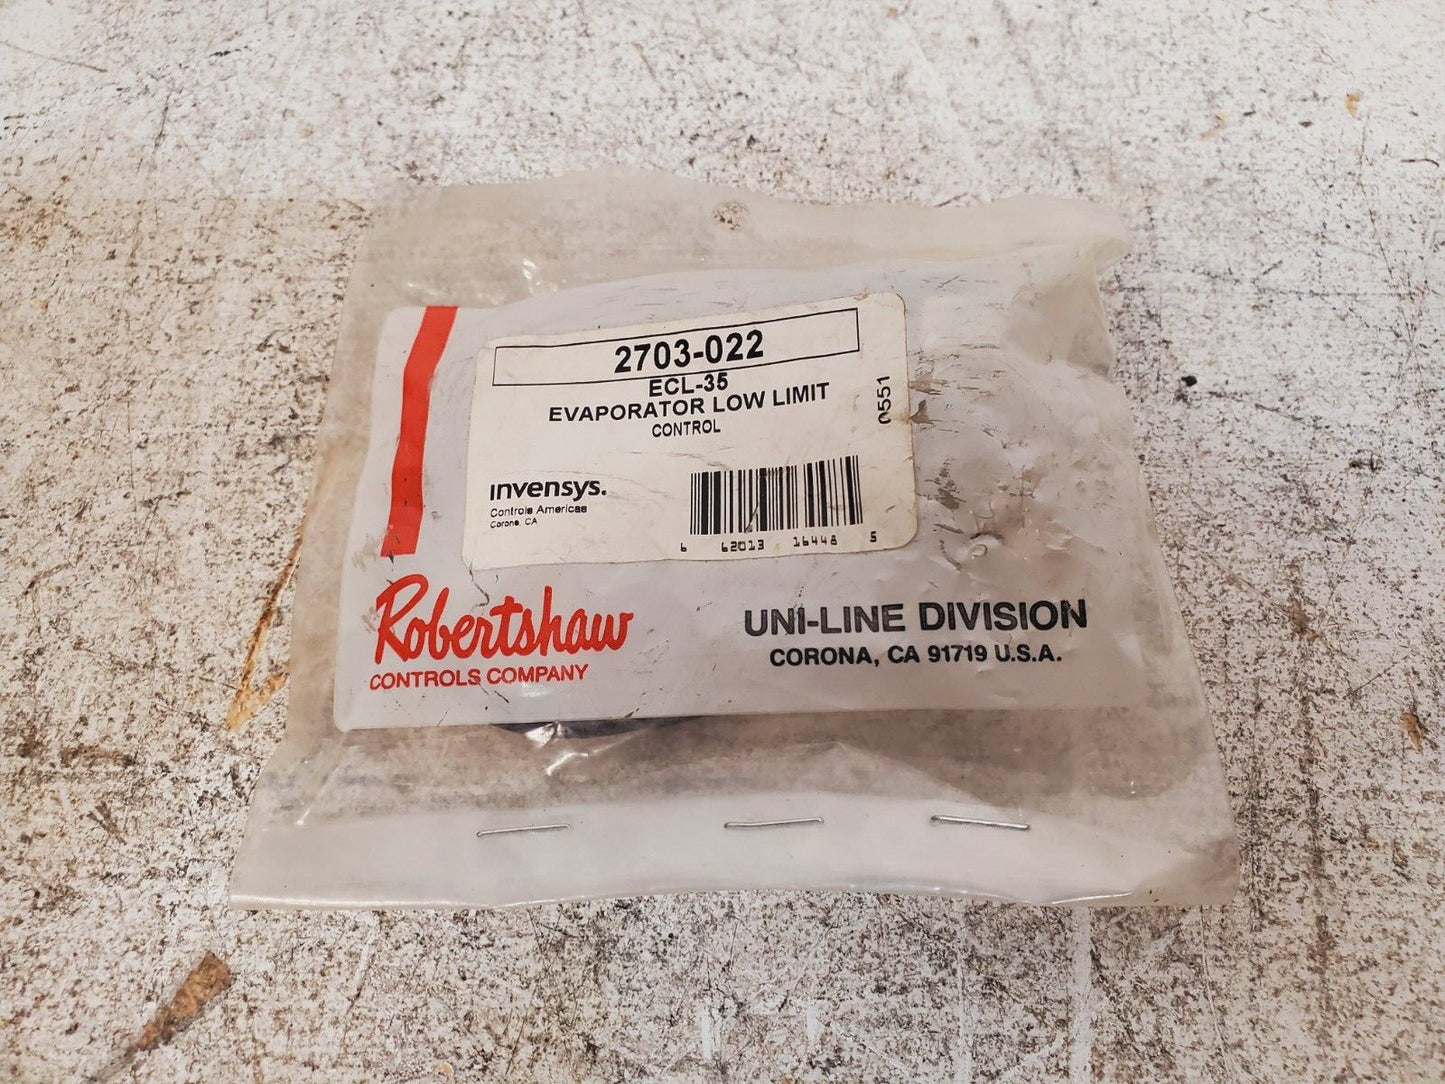 2703-022
ECL-35
EVAPORATOR LOW LIMIT
CONTROL
0551
invensys.
Controls Americas
Corona, CA
6 62013 16448 5
Robertshaw
CONTROLS COMPANY
UNI-LINE DIVISION
CORONA, CA 91719 U.S.A.